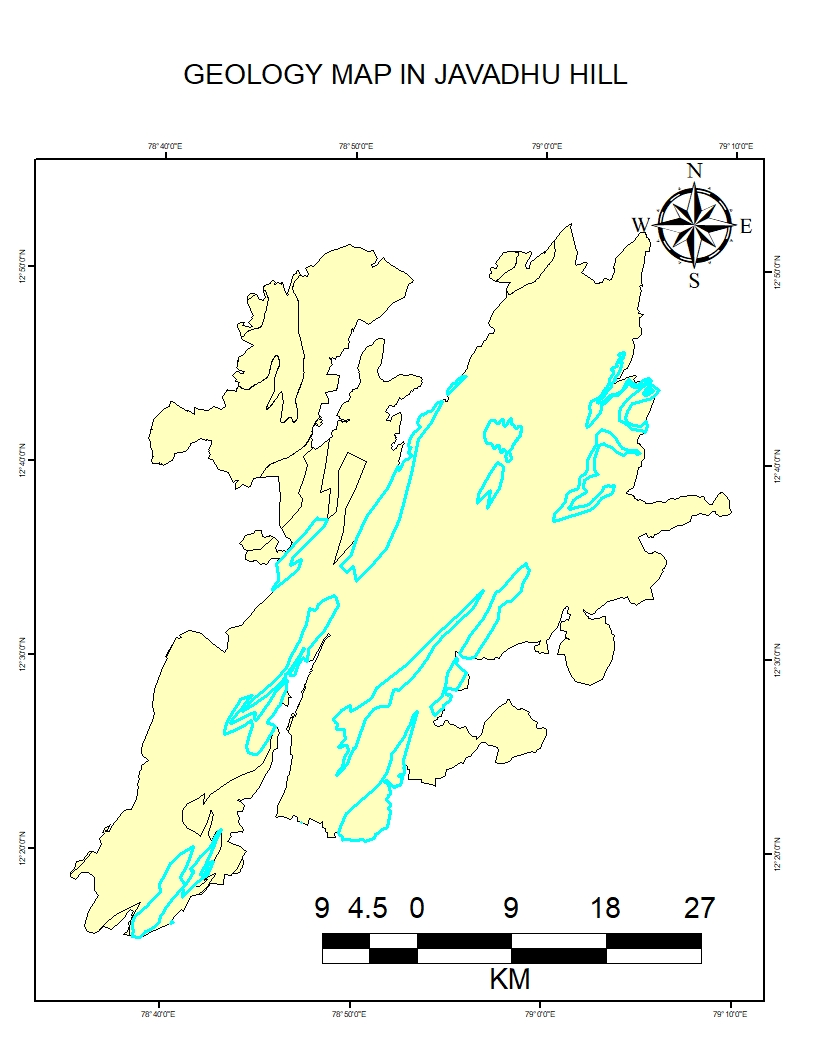 GEOLOGY MAP IN JAVADHU HILL
78°40'0"E 78°50'0"E 79°0'0"E 79°10'0"E
N
W E
S
12°50'0"N 12°50'0"N
12°40'0"N 12°40'0"N
12°30'0"N 12°30'0"N
12°20'0"N 12°20'0"N
9 4.5 0 9 18 27
KM
78°40'0"E 78°50'0"E 79°0'0"E 79°10'0"E